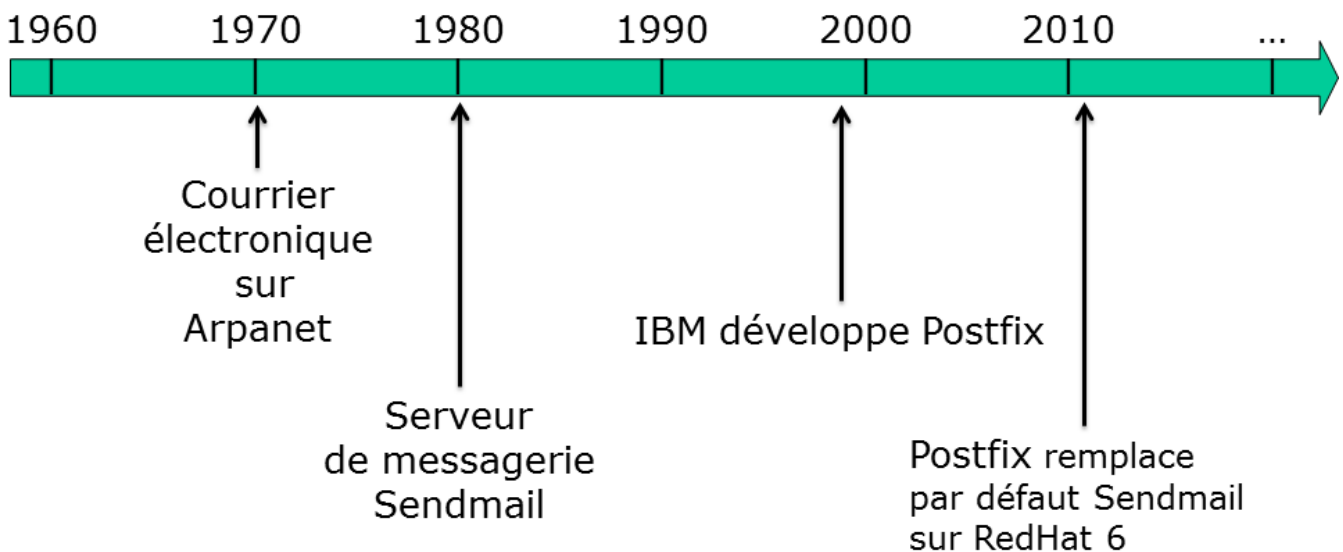 1960 1970 1980 1990 2000 2010 ...
Courrier
électronique
sur
Arpanet
Serveur
de messagerie
Sendmail
IBM développe Postfix
Postfix remplace
par défaut Sendmail
sur RedHat 6